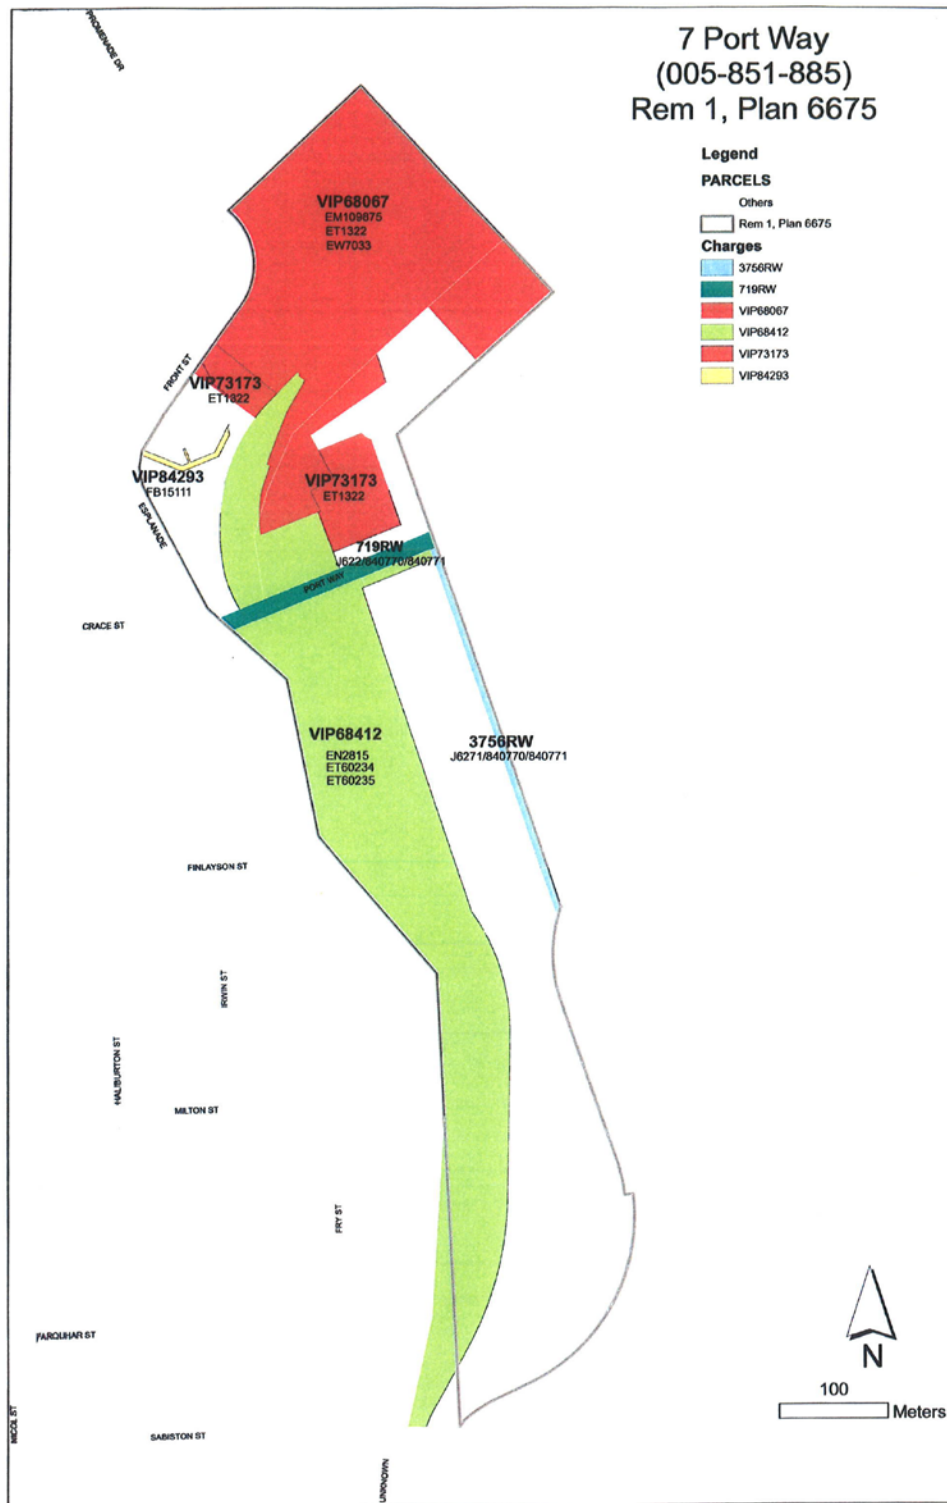 PROMENADE DR
7 Port Way
(005-851-885)
Rem 1, Plan 6675
Legend
PARCELS
Others
Rem 1, Plan 6675
Charges
3756RW
719RW
VIP68067
VIP68412
VIP73173
VIP84293
VIP68067
EM109875
ET1322
EW7033
FRONT ST
VIP73173
ET1322
VIP84293
FB15111
VIP73173
ET1322
ESPLANADE
719RW
J622/840770/840771
PORT WAY
CRACE ST
VIP68412
EN2815
ET60234
ET60235
3756RW
J6271/840770/840771
FINLAYSON ST
IRWIN ST
HALIBURTON ST
MILTON ST
FRY ST
FARQUHAR ST
NICOL ST
SABISTON ST
UNKNOWN
N
100
Meters